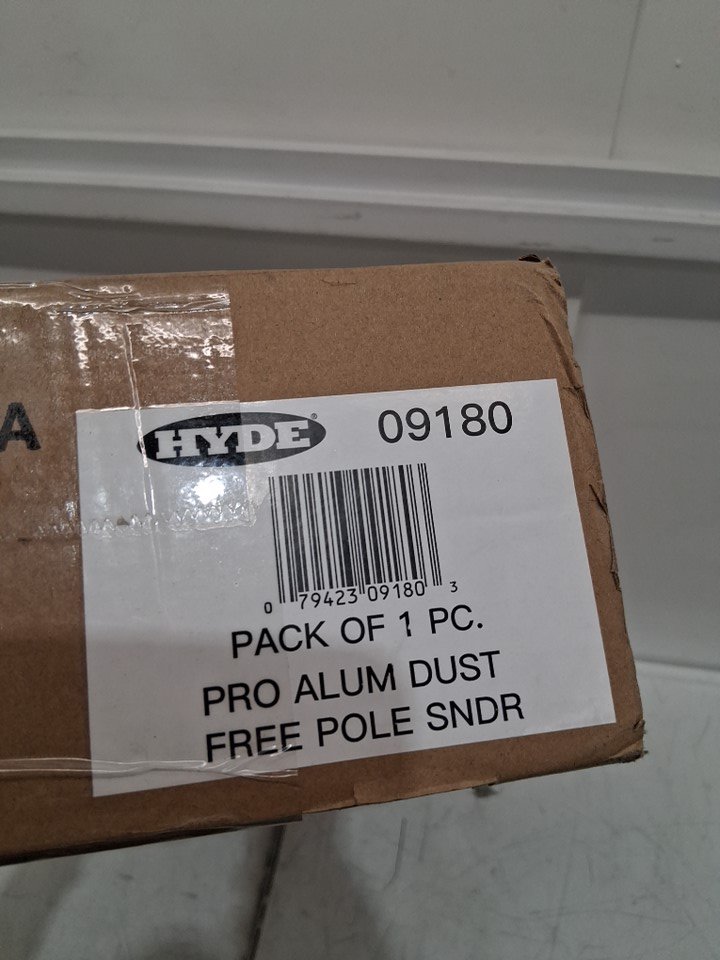 A
HYDE® 09180
0 79423 09180 3
PACK OF 1 PC.
PRO ALUM DUST
FREE POLE SNDR